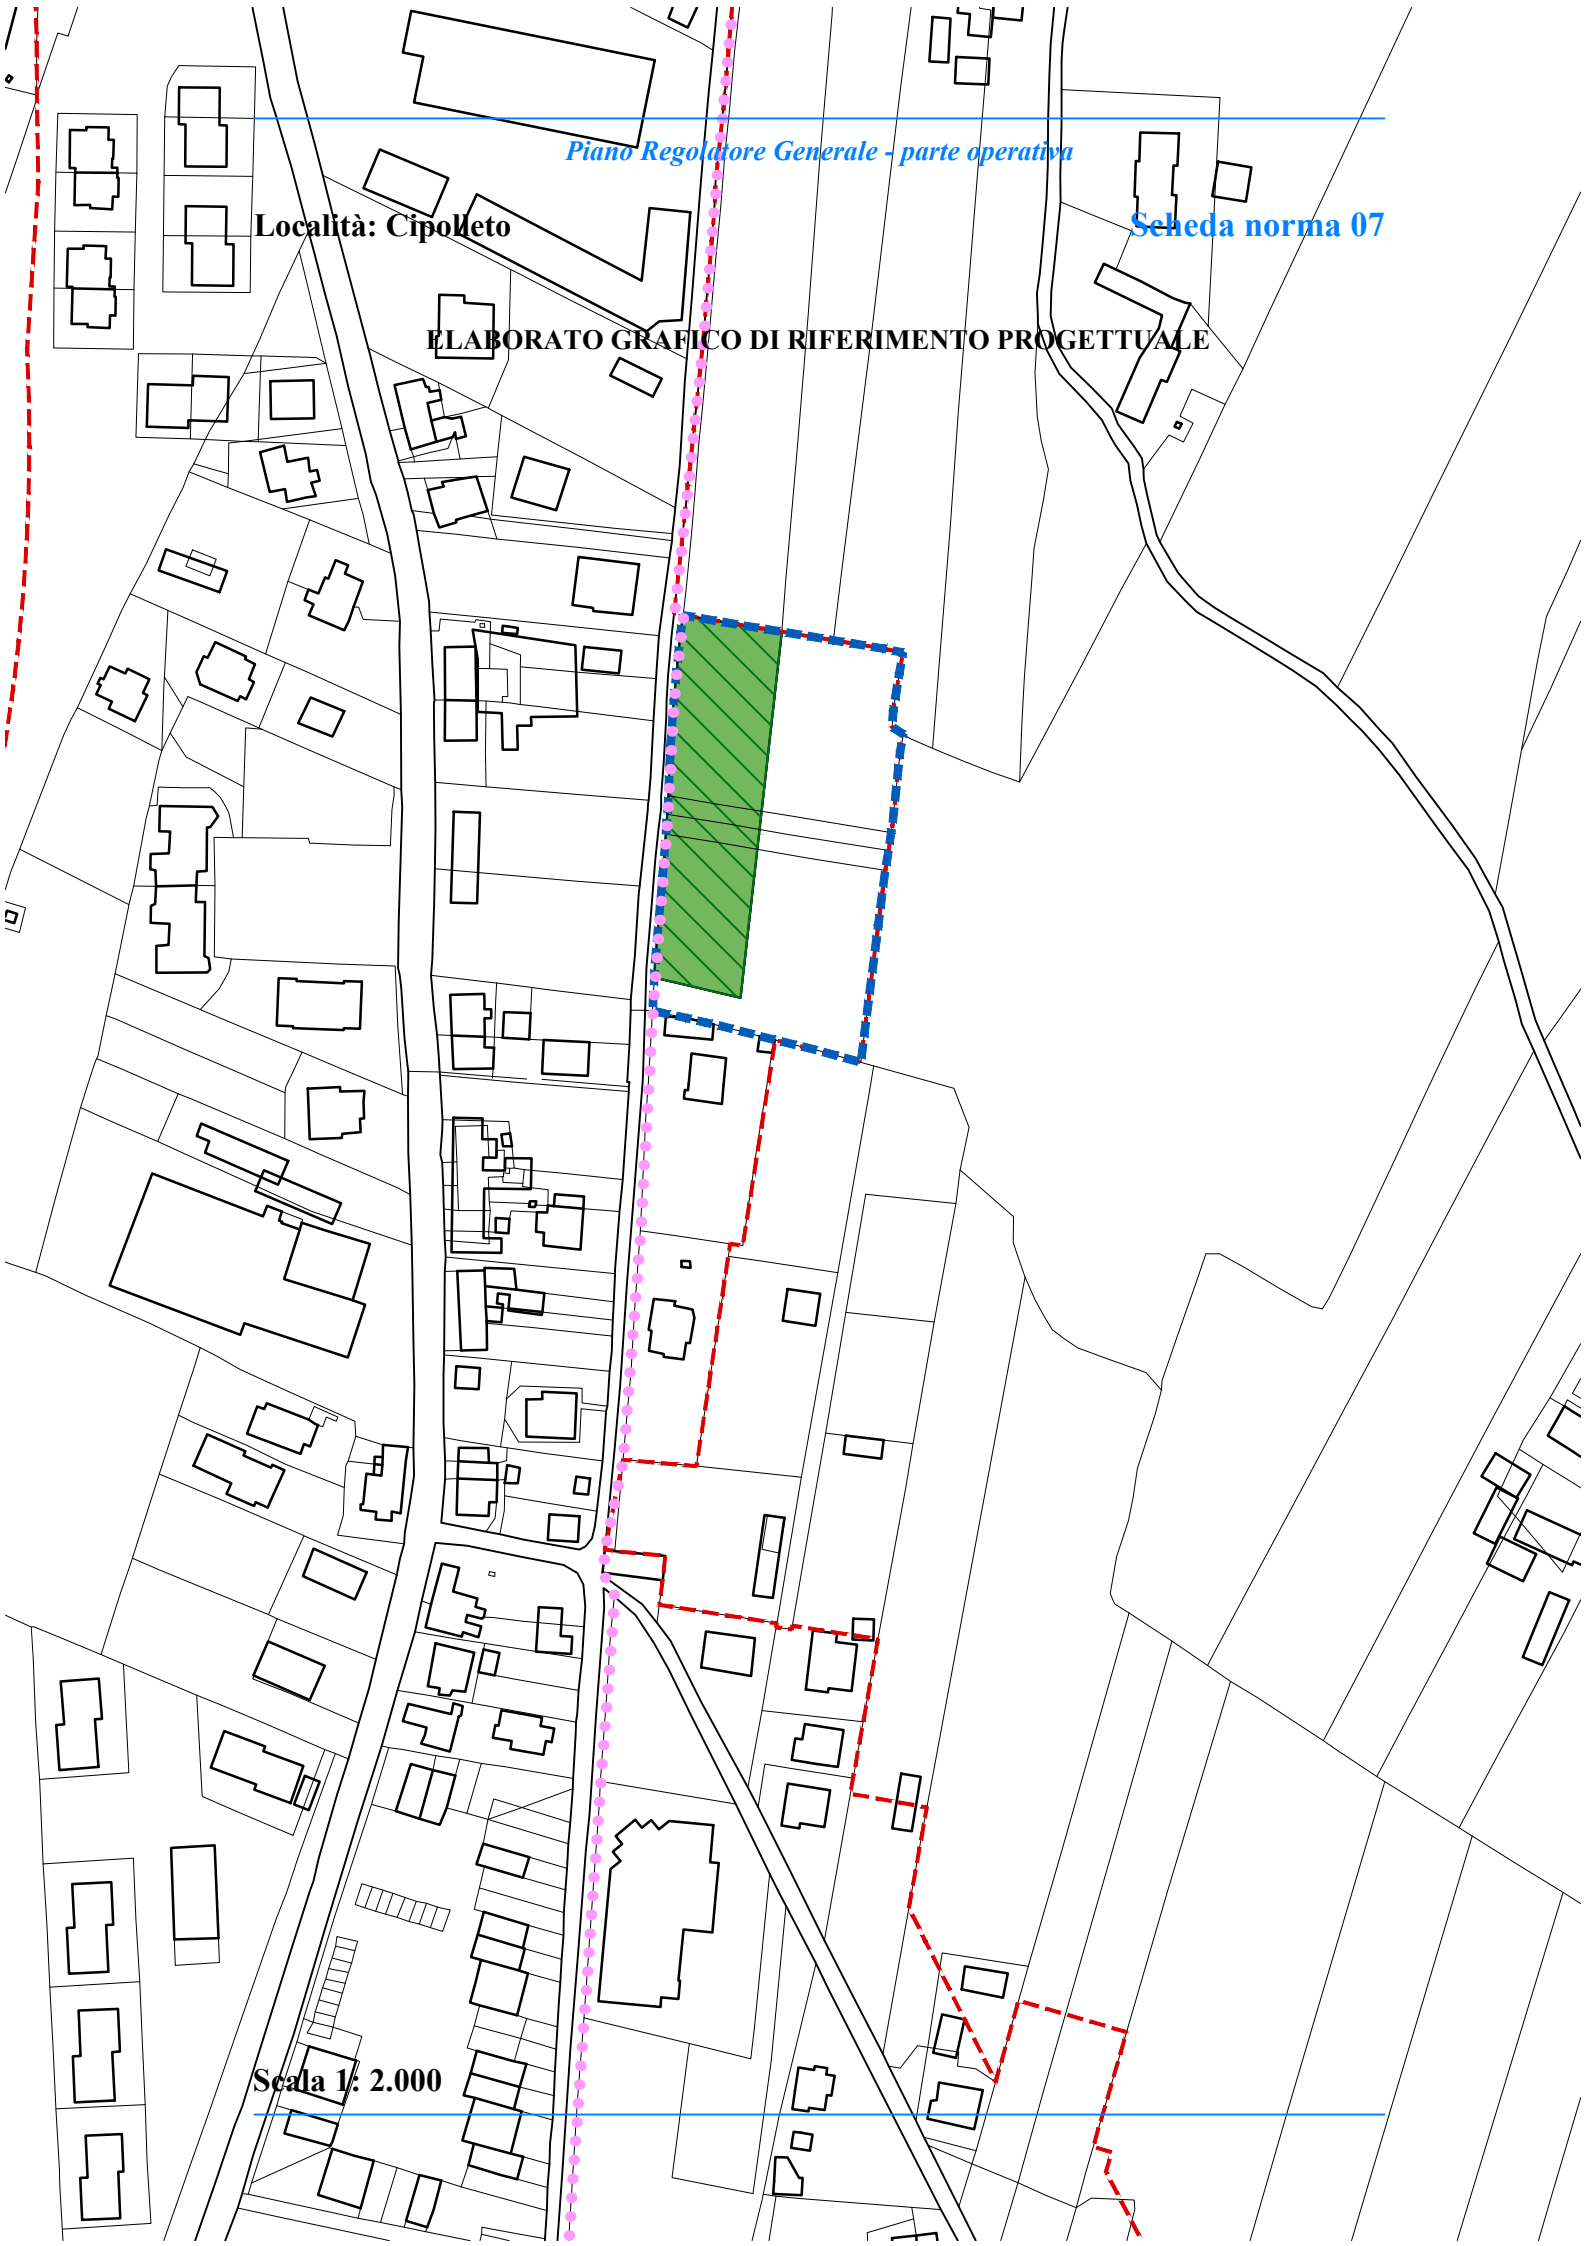 Piano Regolatore Generale - parte operativa
Località: Cipolleto
Scheda norma 07
ELABORATO GRAFICO DI RIFERIMENTO PROGETTUALE
Scala 1: 2.000